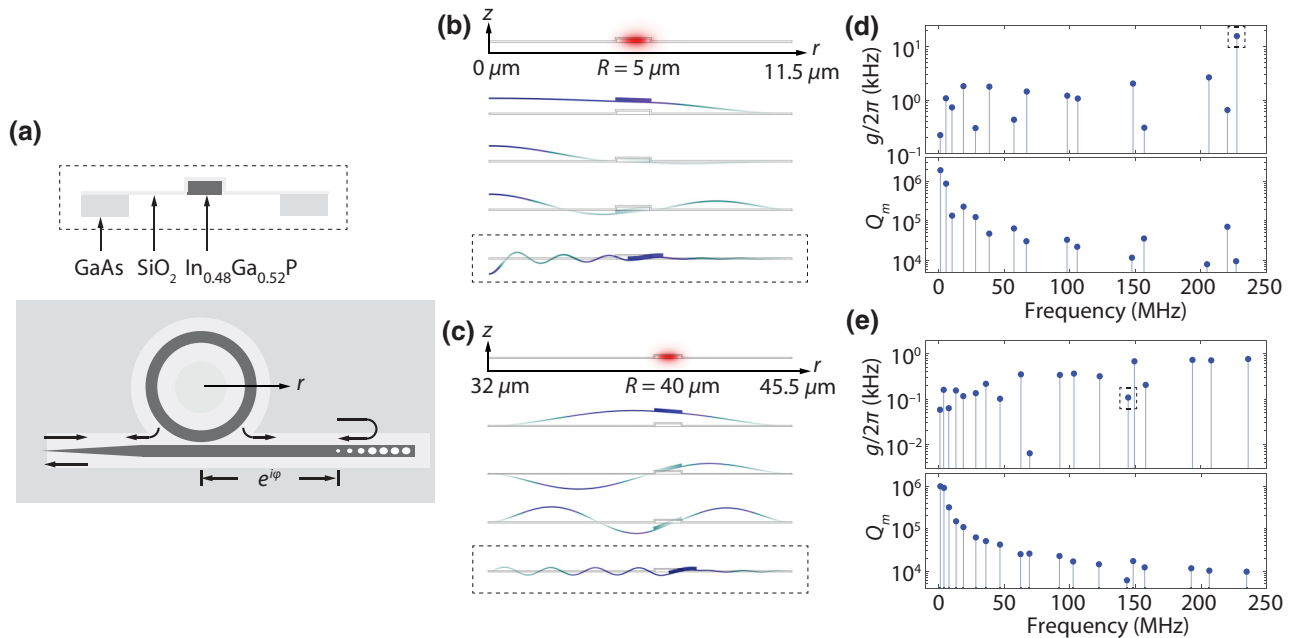 (a)
GaAs
SiO2 In0.48Ga0.52P
r
e^iφ
(b)
z
r
0 μm
R = 5 μm
11.5 μm
(c)
z
r
32 μm
R = 40 μm
45.5 μm
(d)
g/2π (kHz)
10^1
10^0
10^-1
Qm
10^6
10^5
10^4
0 50 100 150 200 250
Frequency (MHz)
(e)
g/2π (kHz)
10^0
10^-1
10^-2
Qm
10^6
10^5
10^4
0 50 100 150 200 250
Frequency (MHz)